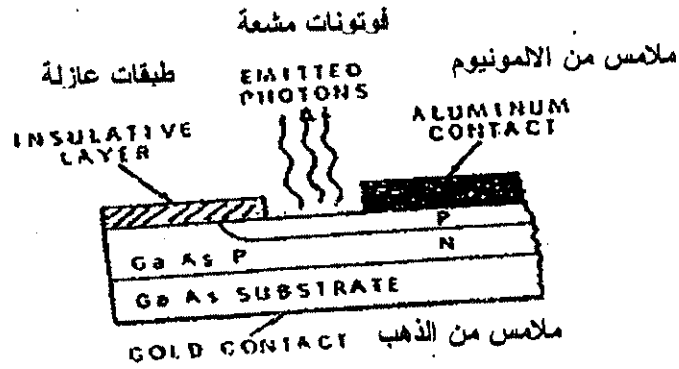 فوتونات مشعة
طبقات عازلة
EMITTED
PHOTONS
ملامس من الالمونيوم
INSULATIVE
LAYER
ALUMINUM
CONTACT
P
N
Ga As P
Ga As SUBSTRATE
GOLD CONTACT
ملامس من الذهب